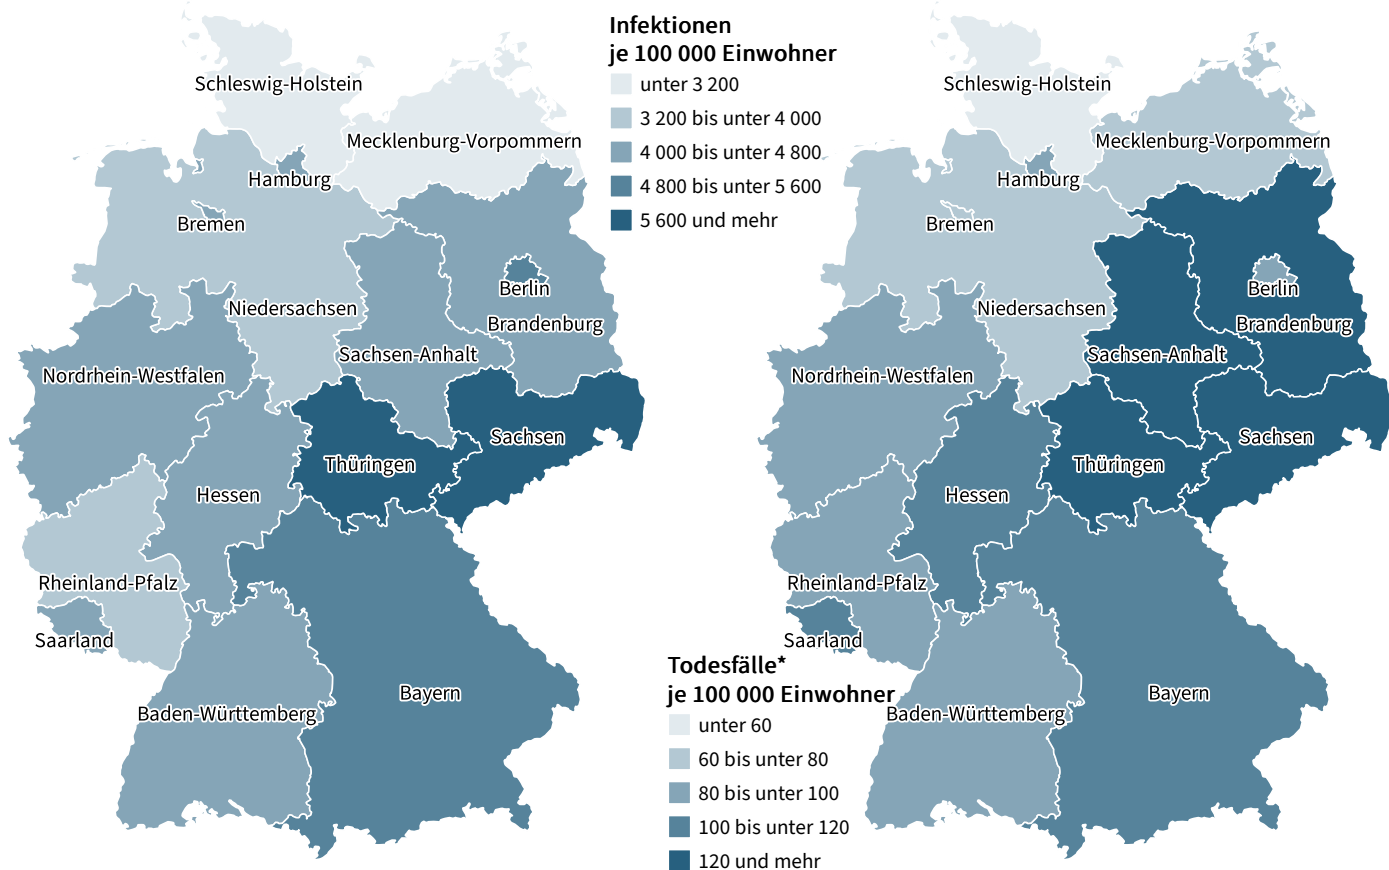 Infektionen
je 100 000 Einwohner
unter 3 200
3 200 bis unter 4 000
4 000 bis unter 4 800
4 800 bis unter 5 600
5 600 und mehr
Schleswig-Holstein
Mecklenburg-Vorpommern
Hamburg
Bremen
Niedersachsen
Berlin
Brandenburg
Sachsen-Anhalt
Nordrhein-Westfalen
Sachsen
Thüringen
Hessen
Rheinland-Pfalz
Saarland
Bayern
Baden-Württemberg
Schleswig-Holstein
Mecklenburg-Vorpommern
Hamburg
Bremen
Niedersachsen
Berlin
Brandenburg
Sachsen-Anhalt
Nordrhein-Westfalen
Sachsen
Thüringen
Hessen
Rheinland-Pfalz
Saarland
Bayern
Baden-Württemberg
Todesfälle*
je 100 000 Einwohner
unter 60
60 bis unter 80
80 bis unter 100
100 bis unter 120
120 und mehr